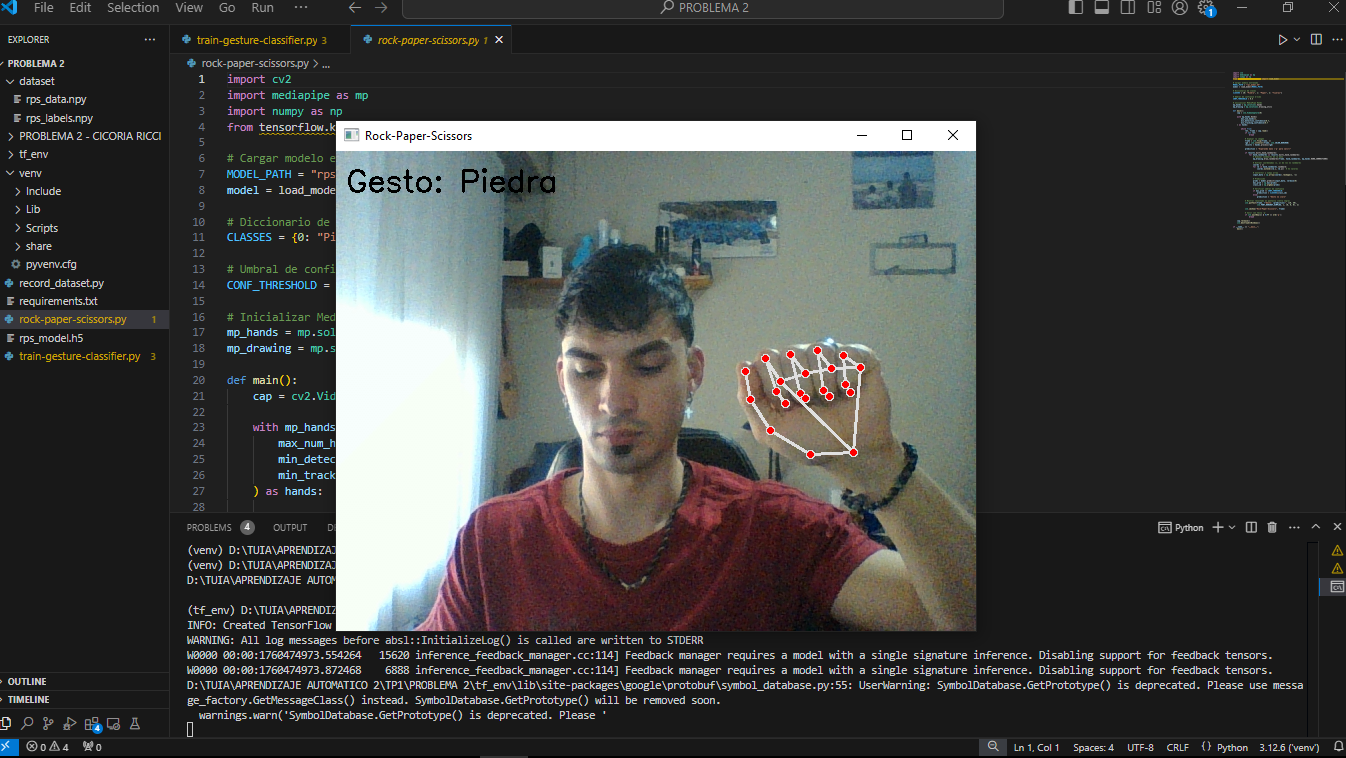 File Edit Selection View Go Run ··· PROBLEMA 2
EXPLORER ···
PROBLEMA 2
dataset
rps_data.npy
rps_labels.npy
PROBLEMA 2 - CICORIA RICCI
tf_env
venv
Include
Lib
Scripts
share
pyvenv.cfg
record_dataset.py
requirements.txt
rock-paper-scissors.py 1
rps_model.h5
train-gesture-classifier.py 3
OUTLINE
TIMELINE
train-gesture-classifier.py 3 rock-paper-scissors.py 1
rock-paper-scissors.py > ...
1 import cv2
2 import mediapipe as mp
3 import numpy as np
4 from tensorflow.k
5
6 # Cargar modelo e
7 MODEL_PATH = "rps
8 model = load_mode
9
10 # Diccionario de
11 CLASSES = {0: "Pi
12
13 # Umbral de confi
14 CONF_THRESHOLD =
15
16 # Inicializar Med
17 mp_hands = mp.sol
18 mp_drawing = mp.s
19
20 def main():
21 cap = cv2.Vid
22
23 with mp_hands
24 max_num_h
25 min_detec
26 min_track
27 ) as hands:
28
Rock-Paper-Scissors
Gesto: Piedra
PROBLEMS 4 OUTPUT Python
(venv) D:\TUIA\APRENDIZAJ
(venv) D:\TUIA\APRENDIZAJ
D:\TUIA\APRENDIZAJE AUTOM
(tf_env) D:\TUIA\APRENDIZ
INFO: Created TensorFlow
WARNING: All log messages before absl::InitializeLog() is called are written to STDERR
W0000 00:00:1760474973.554264 15620 inference_feedback_manager.cc:114] Feedback manager requires a model with a single signature inference. Disabling support for feedback tensors.
W0000 00:00:1760474973.872468 6888 inference_feedback_manager.cc:114] Feedback manager requires a model with a single signature inference. Disabling support for feedback tensors.
D:\TUIA\APRENDIZAJE AUTOMATICO 2\TP1\PROBLEMA 2\tf_env\lib\site-packages\google\protobuf\symbol_database.py:55: UserWarning: SymbolDatabase.GetPrototype() is deprecated. Please use messa
ge_factory.GetMessageClass() instead. SymbolDatabase.GetPrototype() will be removed soon.
warnings.warn('SymbolDatabase.GetPrototype() is deprecated. Please '
0 4 0 Ln 1, Col 1 Spaces: 4 UTF-8 CRLF Python 3.12.6 ('venv')